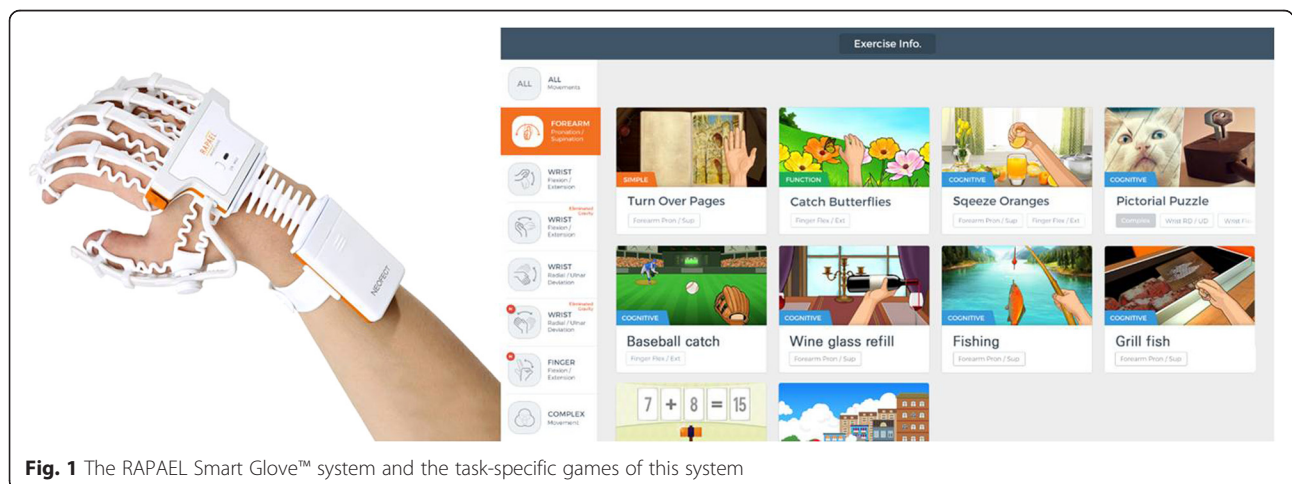 RAPAEL
NEOFECT
Exercise Info.
ALL
ALL
Movements
FOREARM
Pronation /
Supination
WRIST
Flexion /
Extension
Eliminated
Gravity
WRIST
Flexion /
Extension
WRIST
Radial / Ulnar
Deviation
Eliminated
Gravity
N
WRIST
Radial / Ulnar
Deviation
N
FINGER
Flexion /
Extension
COMPLEX
Movement
SIMPLE
Turn Over Pages
Forearm Pron / Sup
FUNCTION
Catch Butterflies
Finger Flex / Ext
COGNITIVE
Sqeeze Oranges
Forearm Pron / Sup Finger Flex / Ext
COGNITIVE
Pictorial Puzzle
Complex Wrist RD / UD Wrist Fle
COGNITIVE
Baseball catch
Finger Flex / Ext
COGNITIVE
Wine glass refill
Forearm Pron / Sup
COGNITIVE
Fishing
Forearm Pron / Sup
COGNITIVE
Grill fish
Forearm Pron / Sup
7 + 8 = 15
Fig. 1 The RAPAEL Smart Glove™ system and the task-specific games of this system